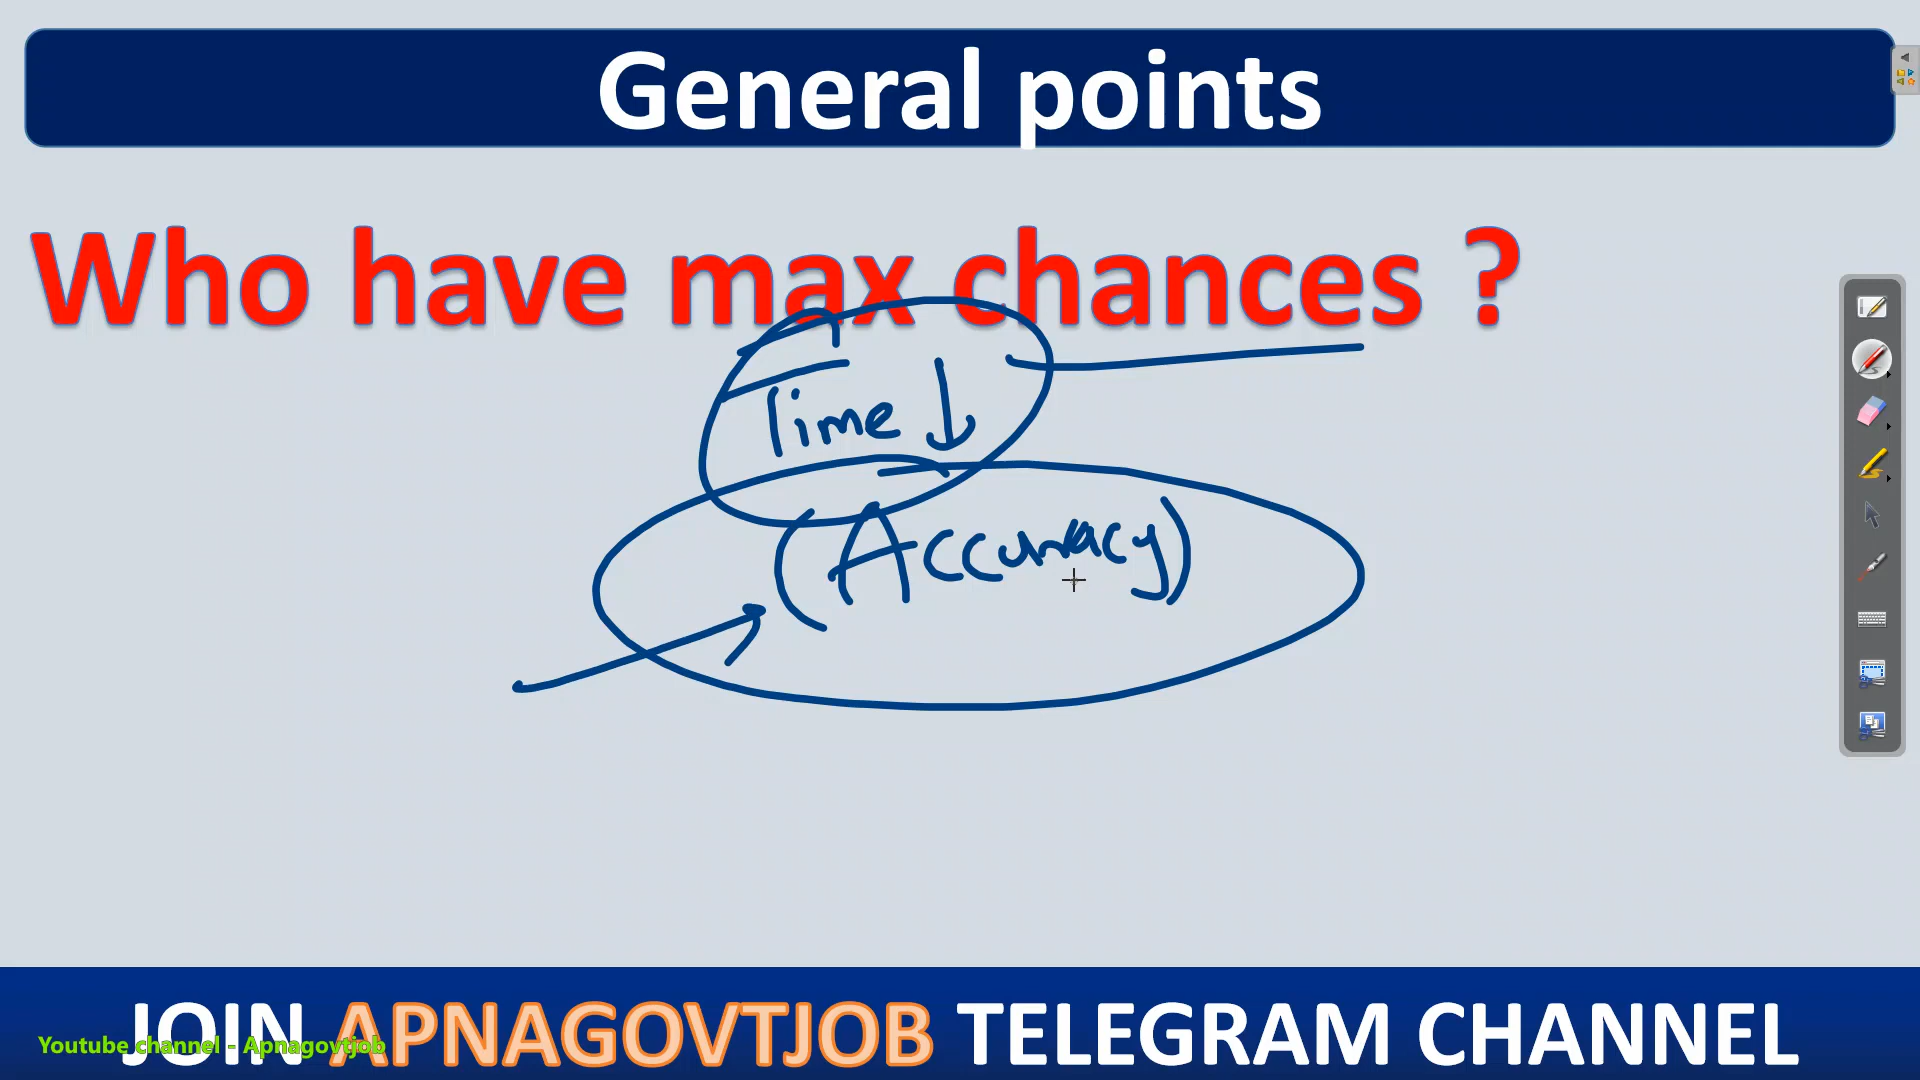 General points
Who have max chances ?
Time ↓
(Accuracy)
JOIN APNAGOVTJOB TELEGRAM CHANNEL
Youtube channel - Apnagovtjob